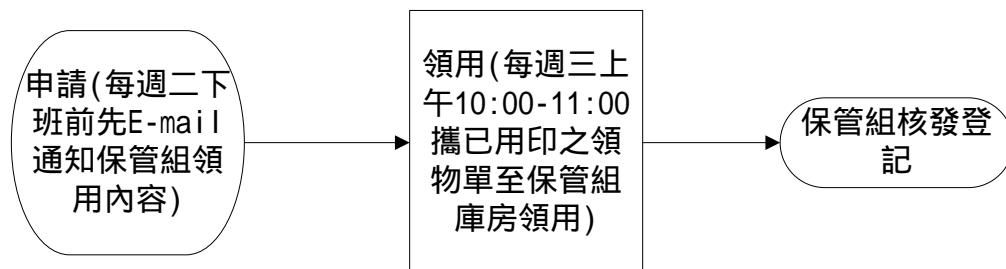 申請(每週二下
班前先E-mail
通知保管組領
用內容)
領用(每週三上
午10:00-11:00
攜已用印之領
物單至保管組
庫房領用)
保管組核發登
記